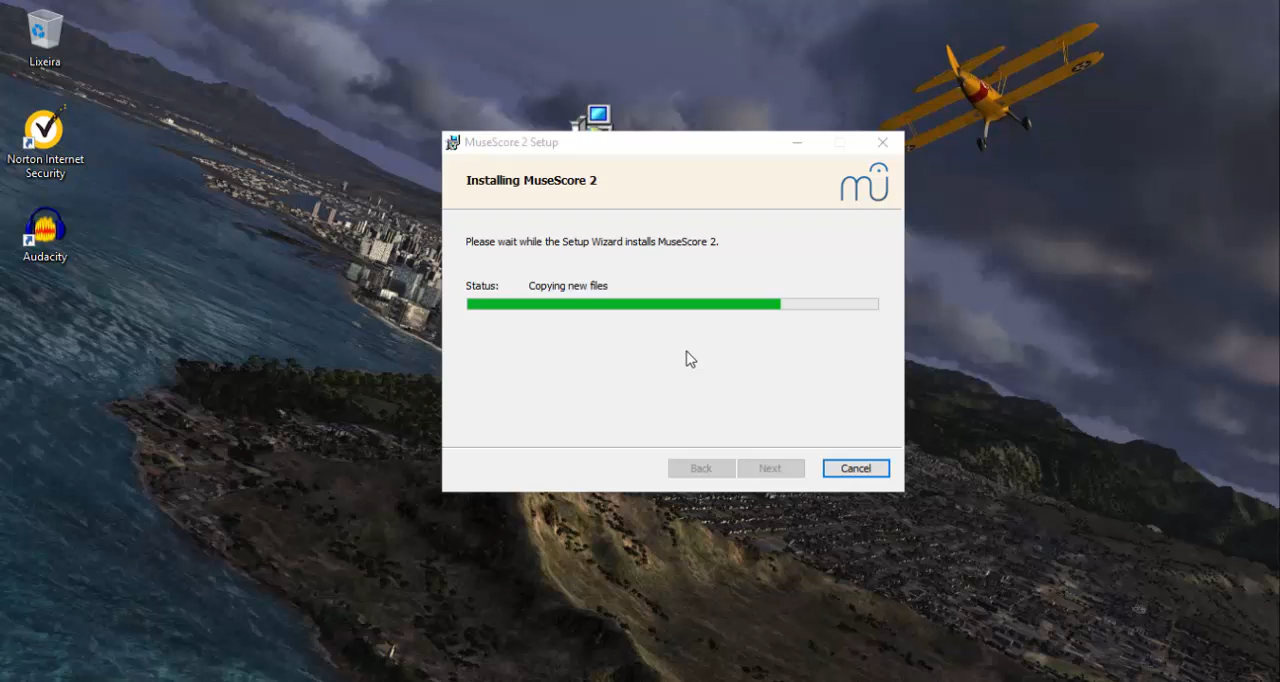 Lixeira
Norton Internet
Security
Audacity
MuseScore 2 Setup
Installing MuseScore 2
mu
Please wait while the Setup Wizard installs MuseScore 2.
Status: Copying new files
Back Next Cancel